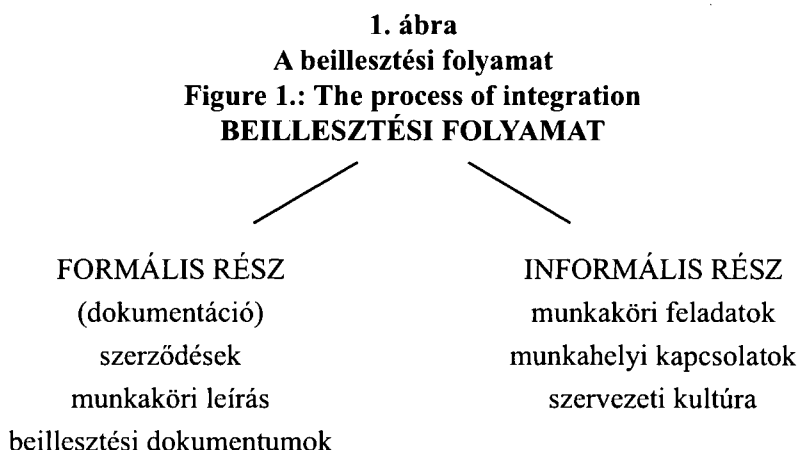 1. ábra
A beillesztési folyamat
Figure 1.: The process of integration
BEILLESZTÉSI FOLYAMAT
FORMÁLIS RÉSZ
(dokumentáció)
szerződések
munkaköri leírás
beillesztési dokumentumok
INFORMÁLIS RÉSZ
munkaköri feladatok
munkahelyi kapcsolatok
szervezeti kultúra